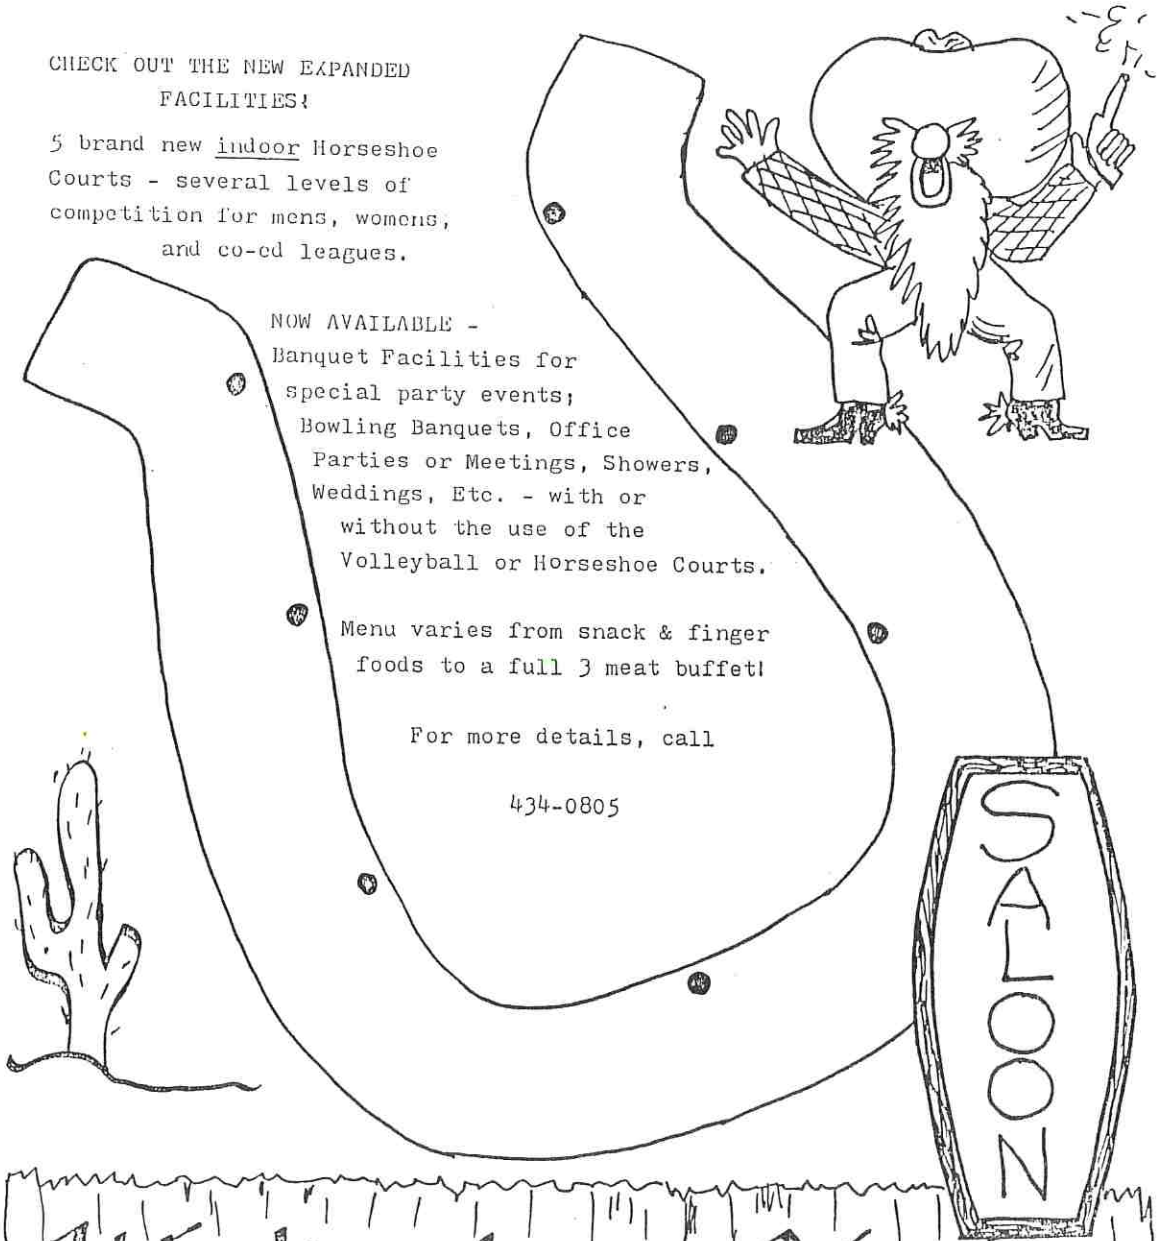 CHECK OUT THE NEW EXPANDED
FACILITIES!
5 brand new indoor Horseshoe
Courts - several levels of
competition for mens, womens,
and co-ed leagues.
NOW AVAILABLE -
Banquet Facilities for
special party events;
Bowling Banquets, Office
Parties or Meetings, Showers,
Weddings, Etc. - with or
without the use of the
Volleyball or Horseshoe Courts.
Menu varies from snack & finger
foods to a full 3 meat buffet!
For more details, call
434-0805
SALOON